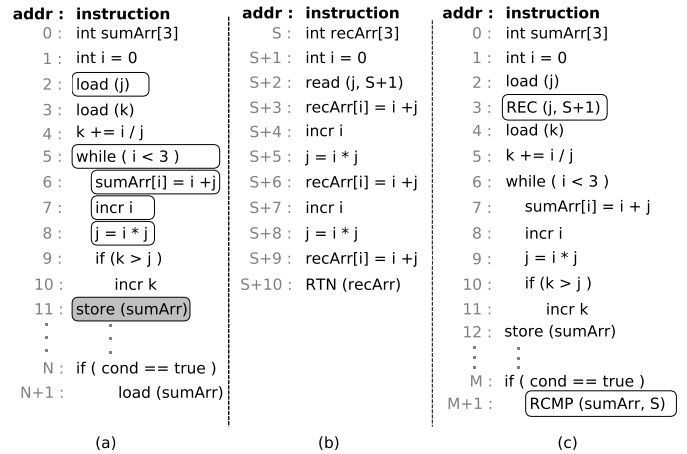 addr : instruction
0 : int sumArr[3]
1 : int i = 0
2 : load (j)
3 : load (k)
4 : k += i / j
5 : while ( i < 3 )
6 : sumArr[i] = i +j
7 : incr i
8 : j = i * j
9 : if (k > j )
10 : incr k
11 : store (sumArr)
N : if ( cond == true )
N+1 : load (sumArr)
(a)
addr : instruction
S : int recArr[3]
S+1 : int i = 0
S+2 : read (j, S+1)
S+3 : recArr[i] = i +j
S+4 : incr i
S+5 : j = i * j
S+6 : recArr[i] = i +j
S+7 : incr i
S+8 : j = i * j
S+9 : recArr[i] = i +j
S+10 : RTN (recArr)
(b)
addr : instruction
0 : int sumArr[3]
1 : int i = 0
2 : load (j)
3 : REC (j, S+1)
4 : load (k)
5 : k += i / j
6 : while ( i < 3 )
7 : sumArr[i] = i + j
8 : incr i
9 : j = i * j
10 : if (k > j )
11 : incr k
12 : store (sumArr)
M : if ( cond == true )
M+1 : RCMP (sumArr, S)
(c)